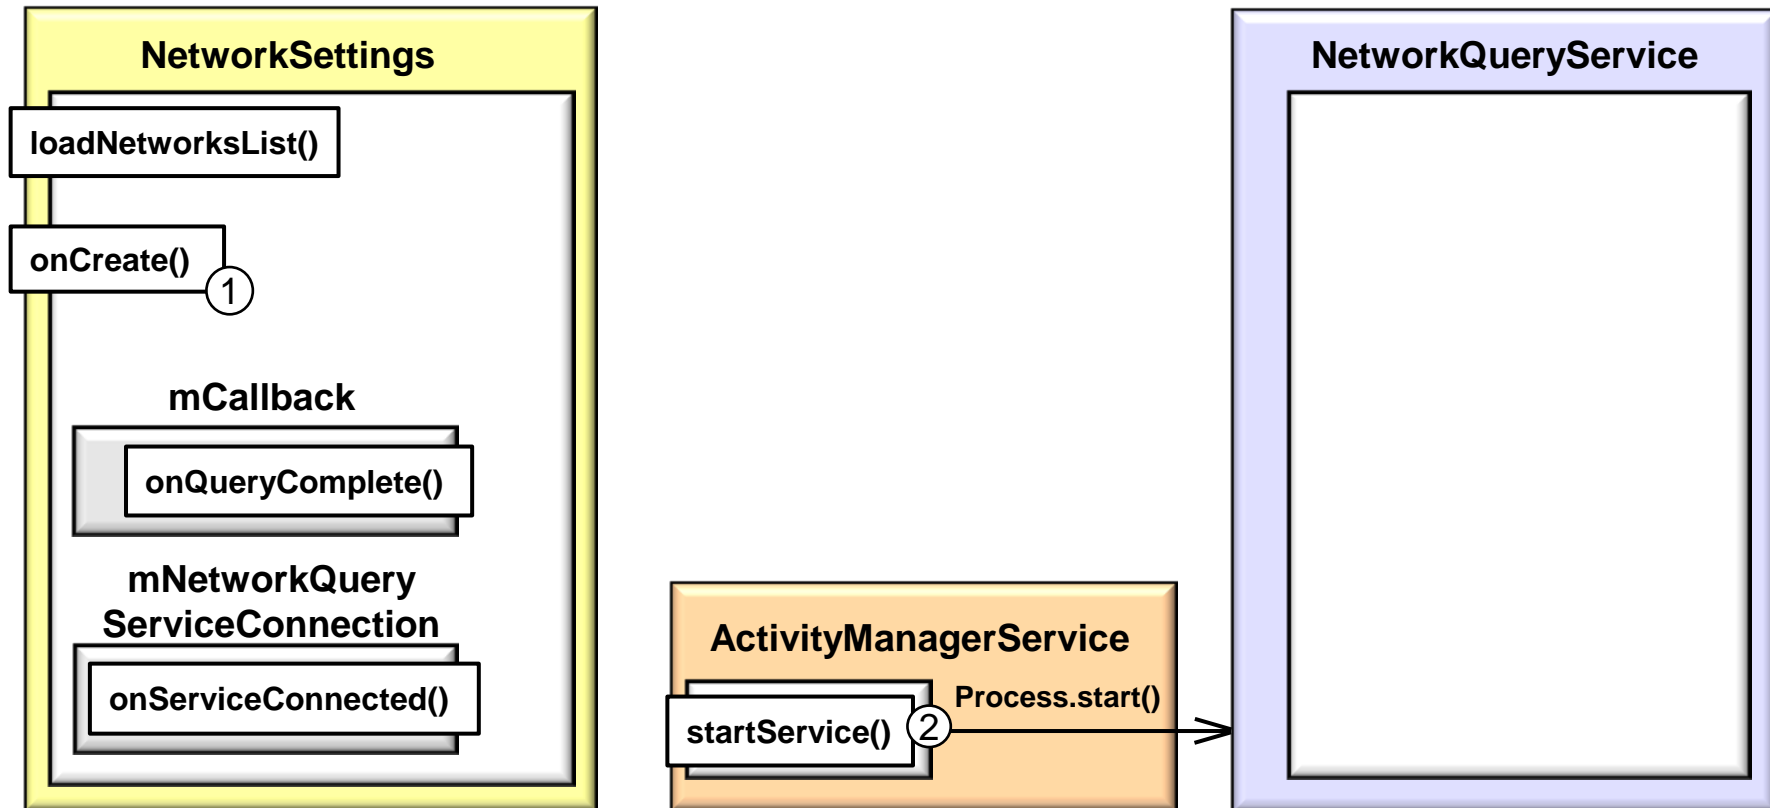 NetworkSettings
loadNetworksList()
onCreate()
1
mCallback
onQueryComplete()
mNetworkQuery
ServiceConnection
onServiceConnected()
ActivityManagerService
Process.start()
startService()
2
NetworkQueryService